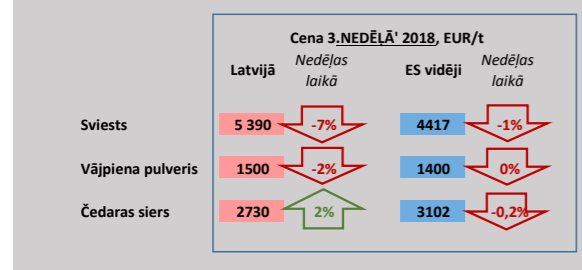 Cena 3.NEDĒĻĀ' 2018, EUR/t
Latvijā Nedēļas laikā ES vidēji Nedēļas laikā
Sviests 5 390 -7% 4417 -1%
Vājpiena pulveris 1500 -2% 1400 0%
Čedaras siers 2730 2% 3102 -0,2%